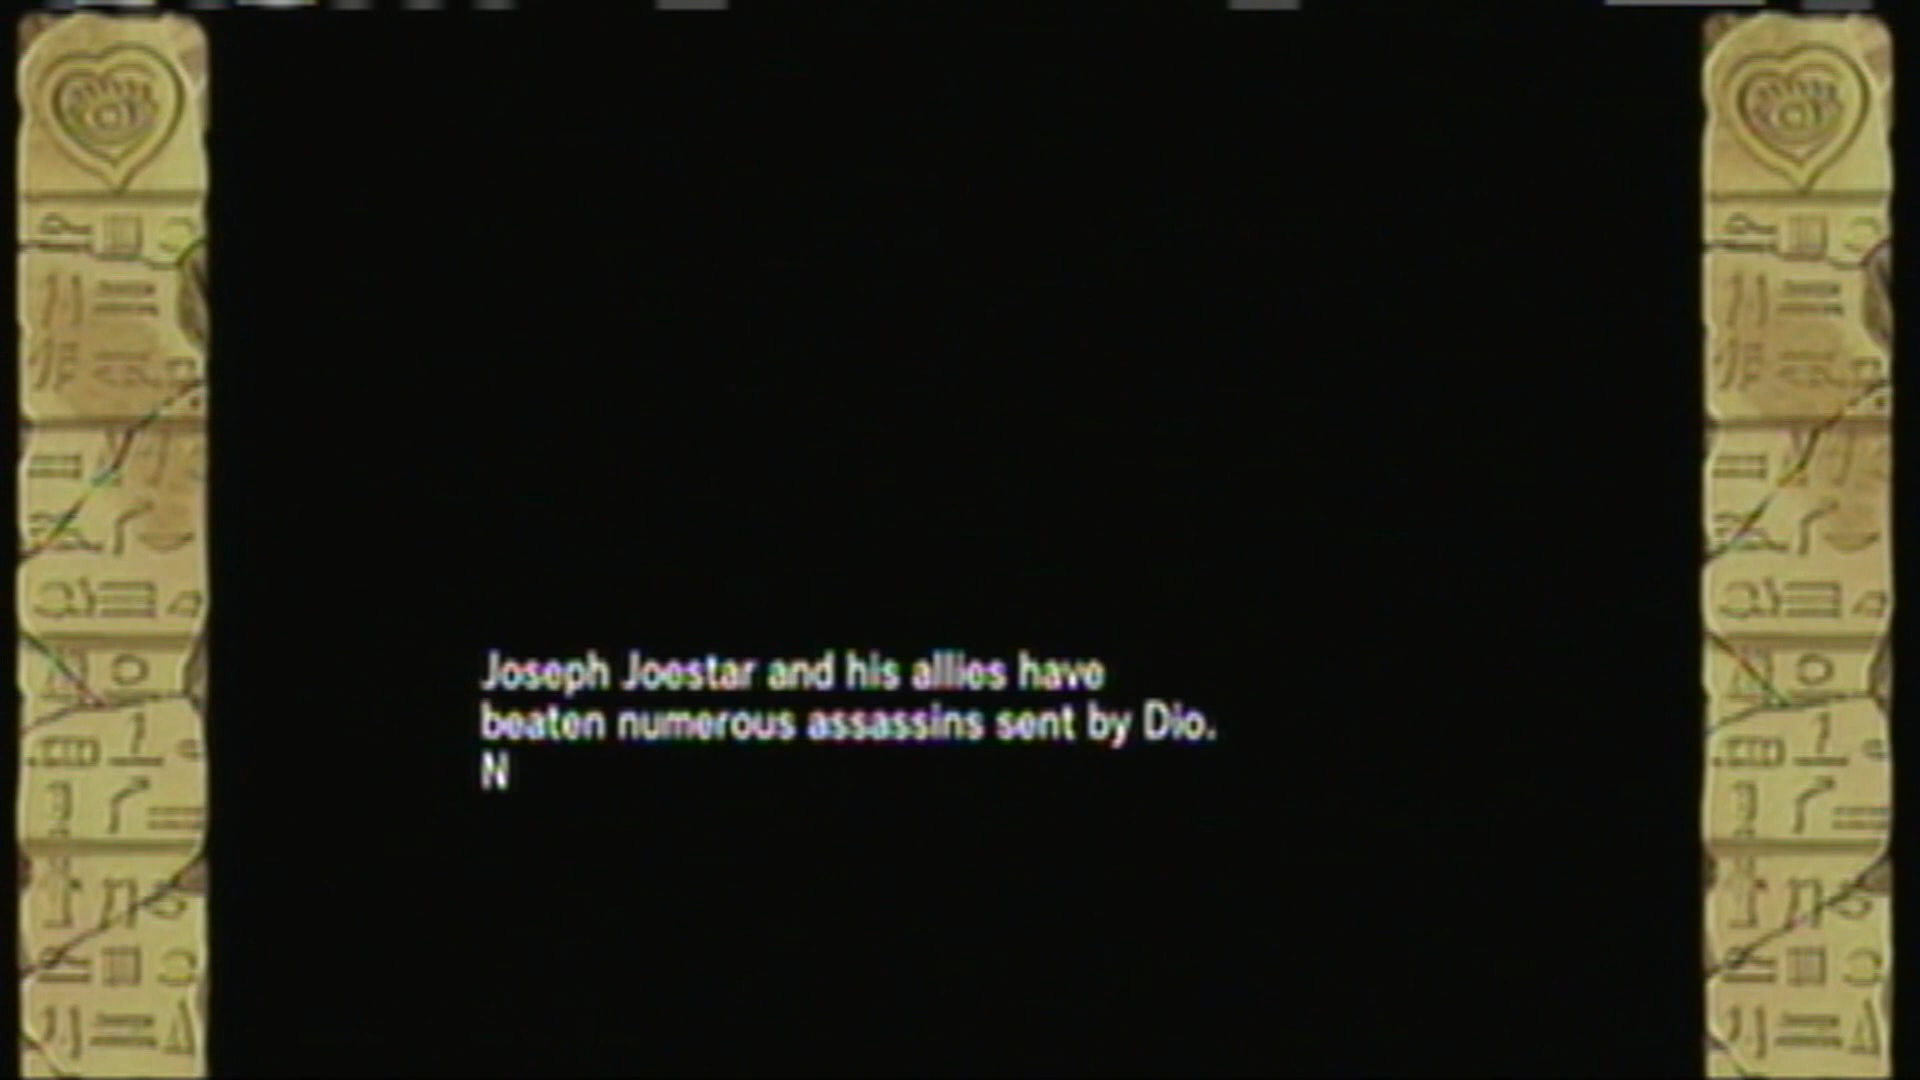 Joseph Joestar and his allies have
beaten numerous assassins sent by Dio.
N